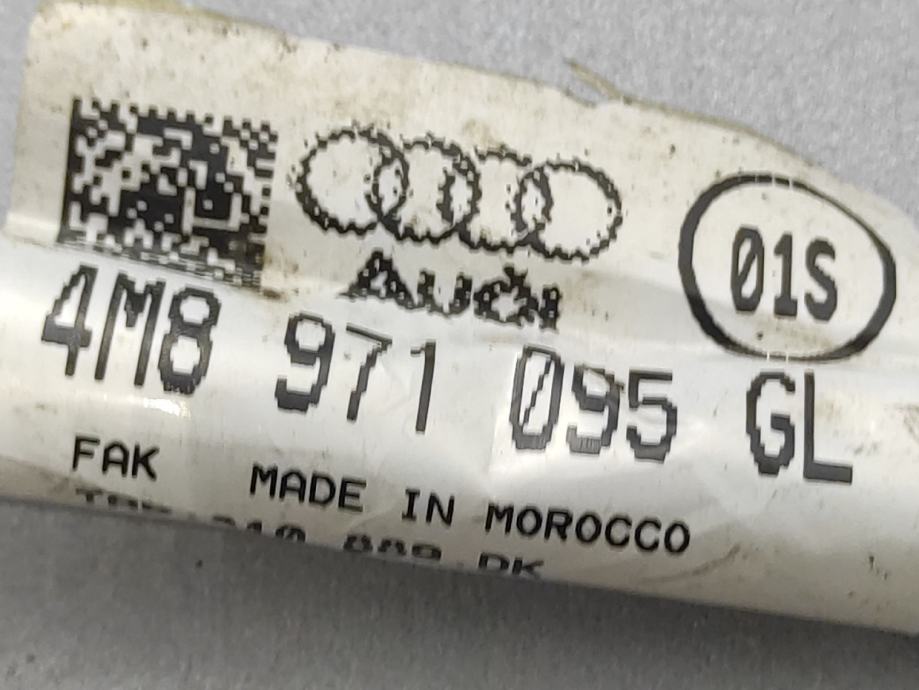 AUDI
01S
4M8 971 095 GL
FAK MADE IN MOROCCO